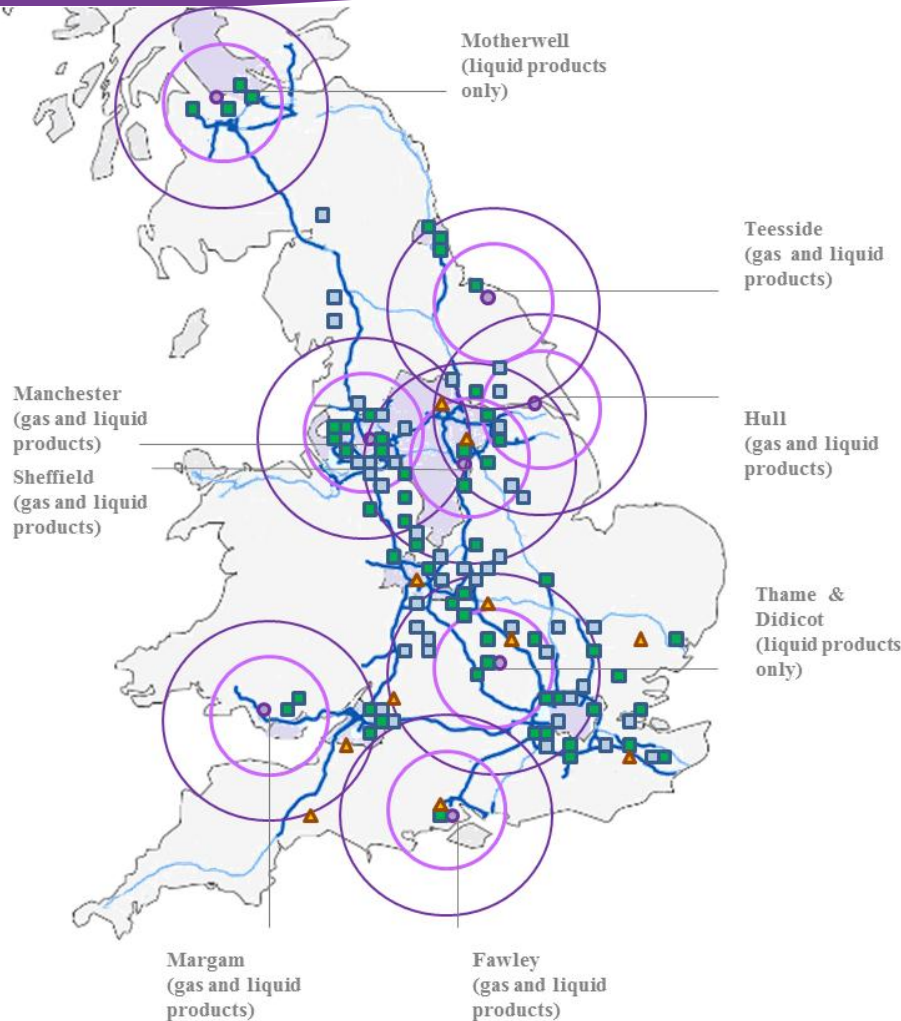 Motherwell
(liquid products
only)
Teesside
(gas and liquid
products)
Manchester
(gas and liquid
products)
Sheffield
(gas and liquid
products)
Hull
(gas and liquid
products)
Thame &
Didicot
(liquid products
only)
Margam
(gas and liquid
products)
Fawley
(gas and liquid
products)